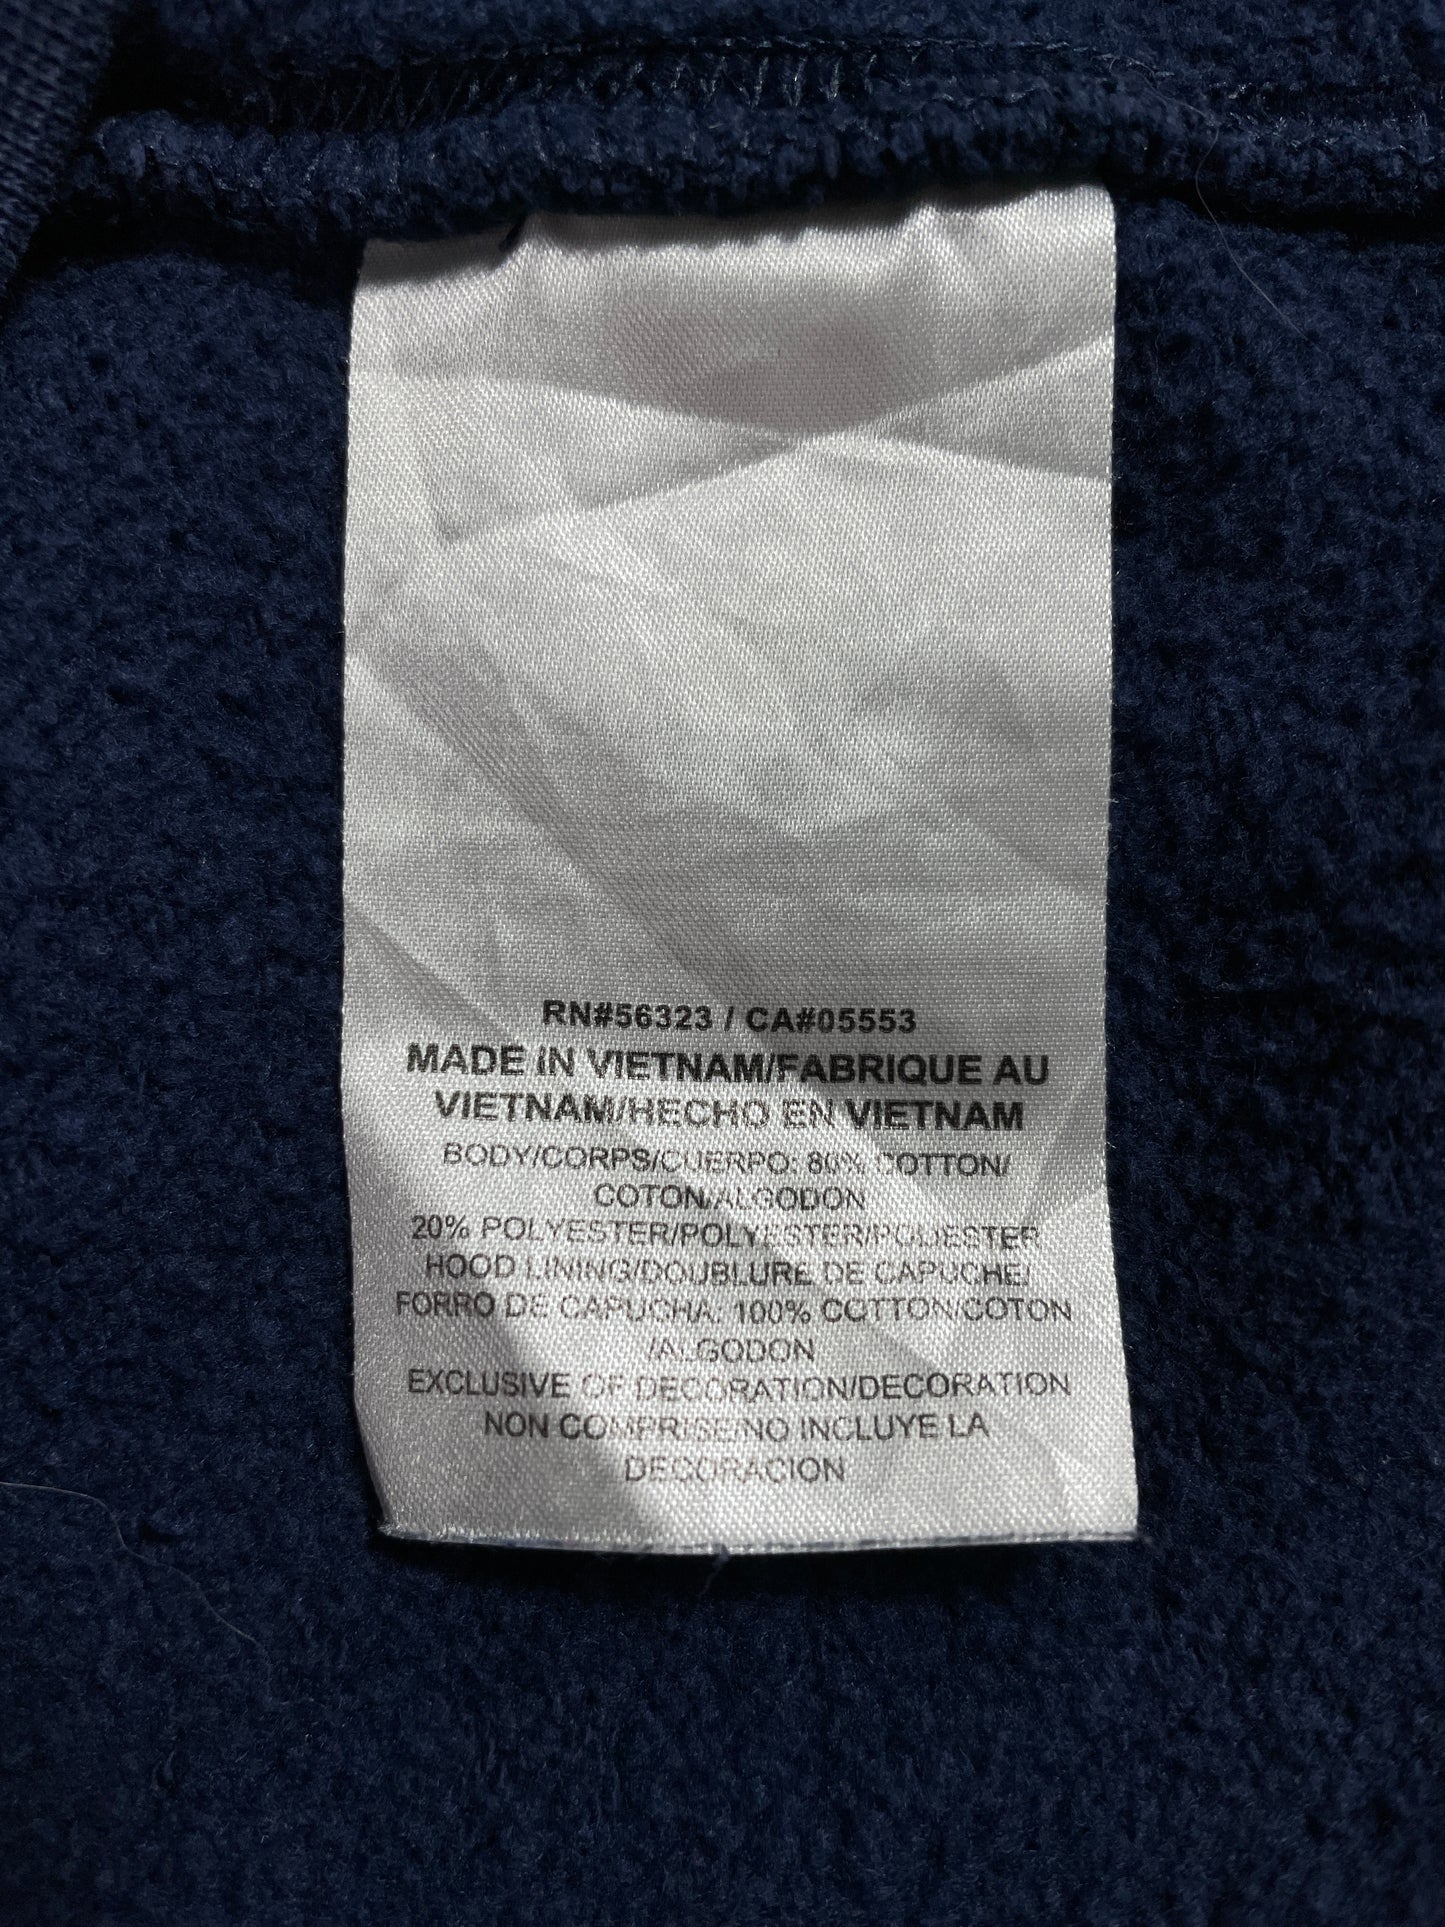 RN#56323 / CA#05553
MADE IN VIETNAM/FABRIQUE AU
VIETNAM/HECHO EN VIETNAM
BODY/CORPS/CUERPO: 80% COTTON/
COTON/ALGODON
20% POLYESTER/POLYESTER/POLIESTER
HOOD LINING/DOUBLURE DE CAPUCHE/
FORRO DE CAPUCHA: 100% COTTON/COTON
/ALGODON
EXCLUSIVE OF DECORATION/DECORATION
NON COMPRISE/NO INCLUYE LA
DECORACION